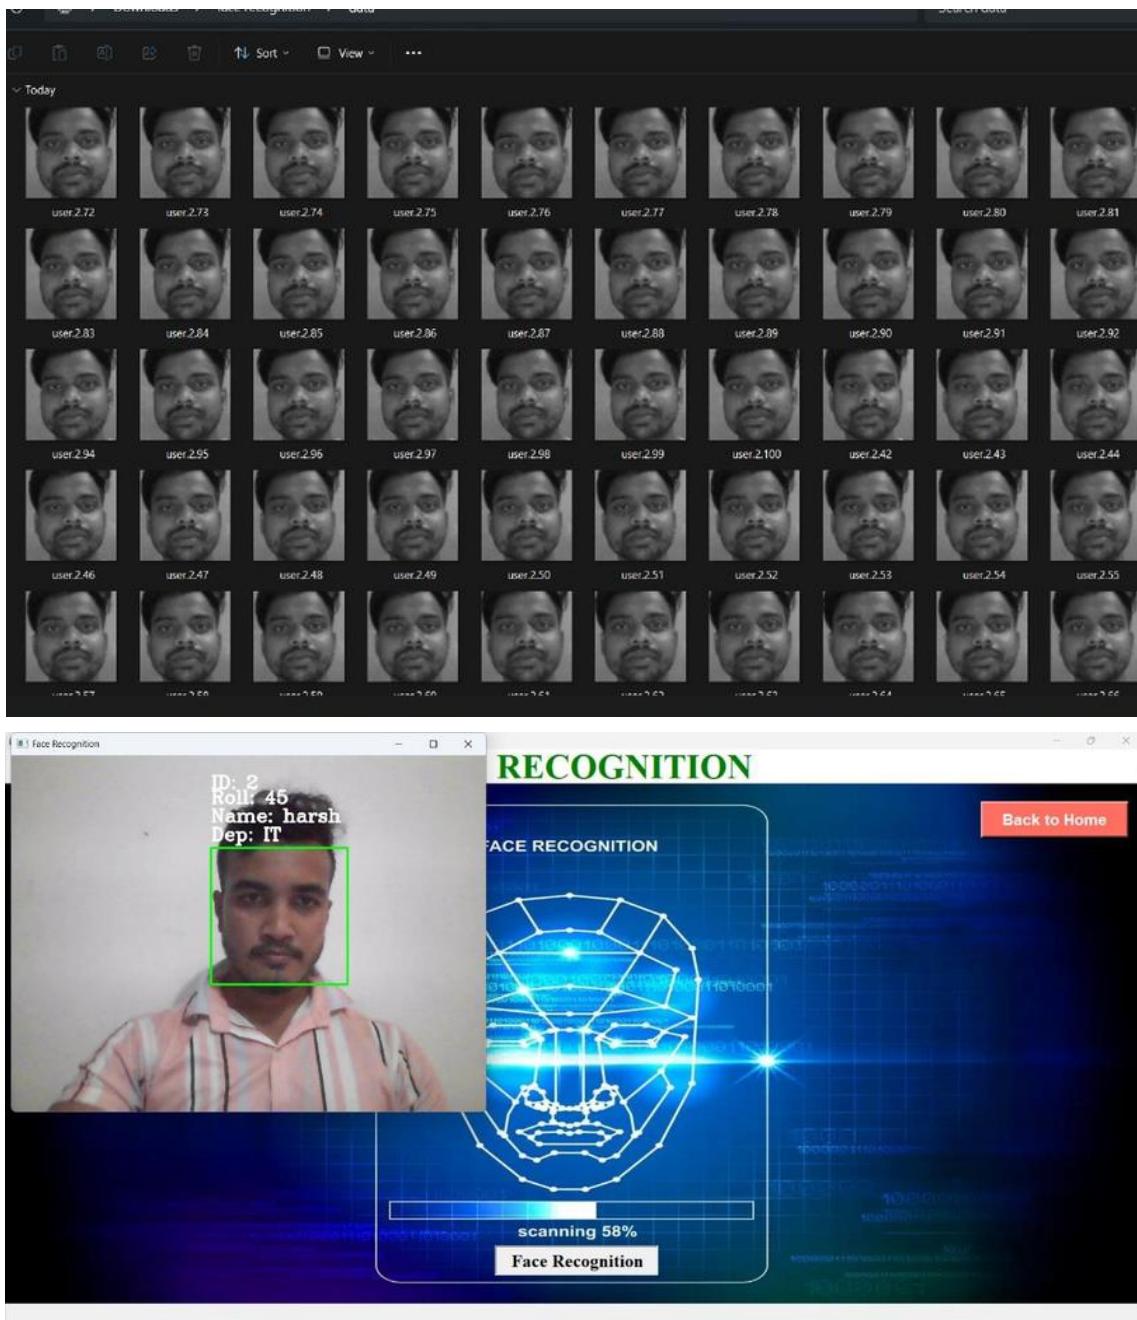 Sort
View
Today
user.2.72 user.2.73 user.2.74 user.2.75 user.2.76 user.2.77 user.2.78 user.2.79 user.2.80 user.2.81
user.2.83 user.2.84 user.2.85 user.2.86 user.2.87 user.2.88 user.2.89 user.2.90 user.2.91 user.2.92
user.2.94 user.2.95 user.2.96 user.2.97 user.2.98 user.2.99 user.2.100 user.2.42 user.2.43 user.2.44
user.2.46 user.2.47 user.2.48 user.2.49 user.2.50 user.2.51 user.2.52 user.2.53 user.2.54 user.2.55
Face Recognition
RECOGNITION
ID: 2
Roll: 45
Name: harsh
Dep: IT
Back to Home
FACE RECOGNITION
scanning 58%
Face Recognition